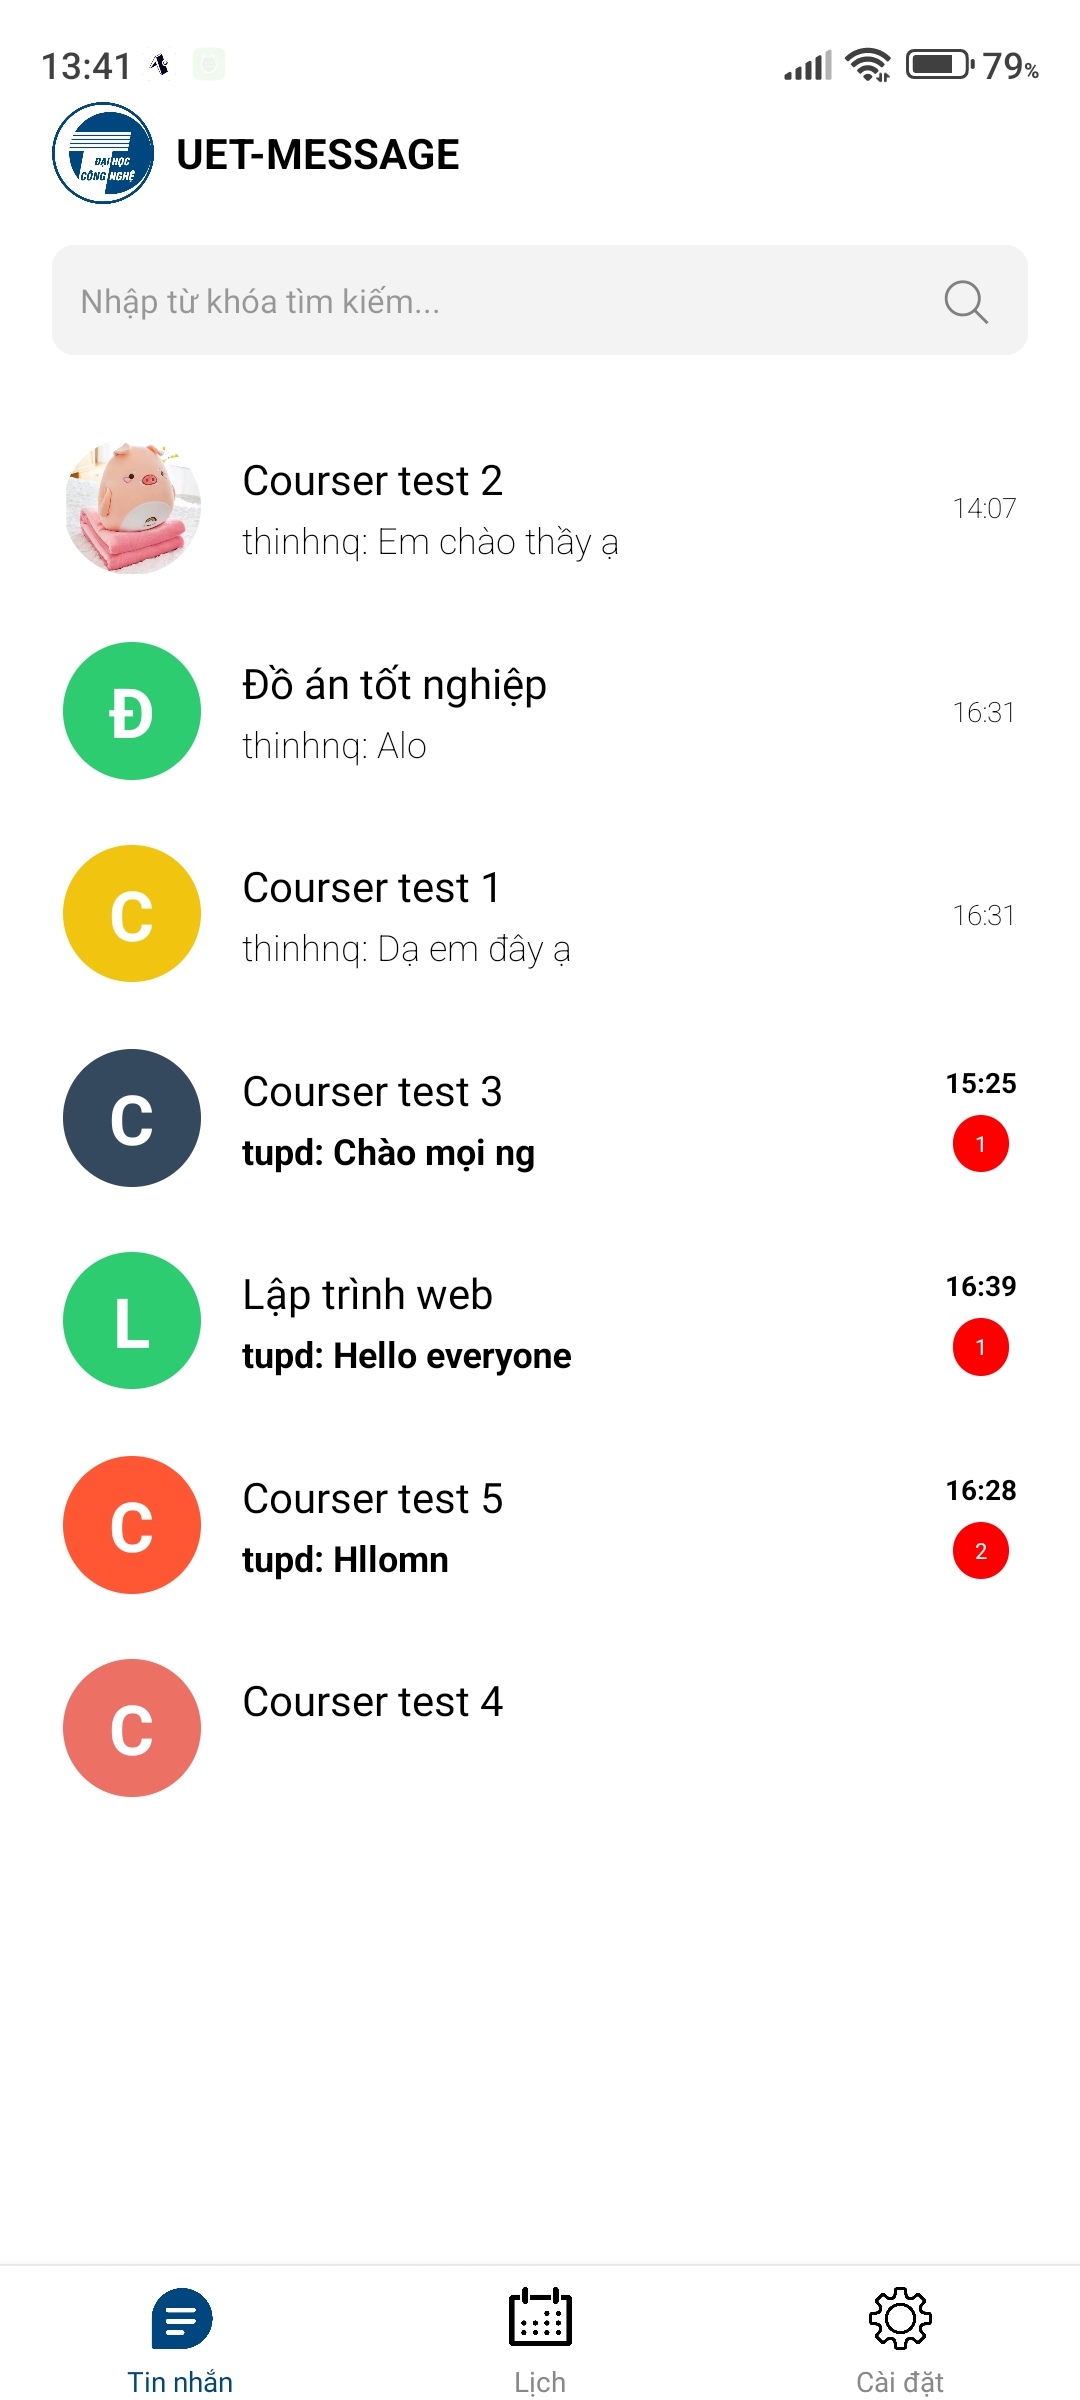 13:41 79%
ĐẠI HỌC
CÔNG NGHỆ
UET-MESSAGE
Nhập từ khóa tìm kiếm...
Courser test 2
thinhnq: Em chào thầy ạ
14:07
Đ
Đồ án tốt nghiệp
thinhnq: Alo
16:31
C
Courser test 1
thinhnq: Dạ em đây ạ
16:31
C
Courser test 3
15:25
tupd: Chào mọi ng
1
L
Lập trình web
16:39
tupd: Hello everyone
1
C
Courser test 5
16:28
tupd: Hllomn
2
C
Courser test 4
Tin nhắn
Lịch
Cài đặt